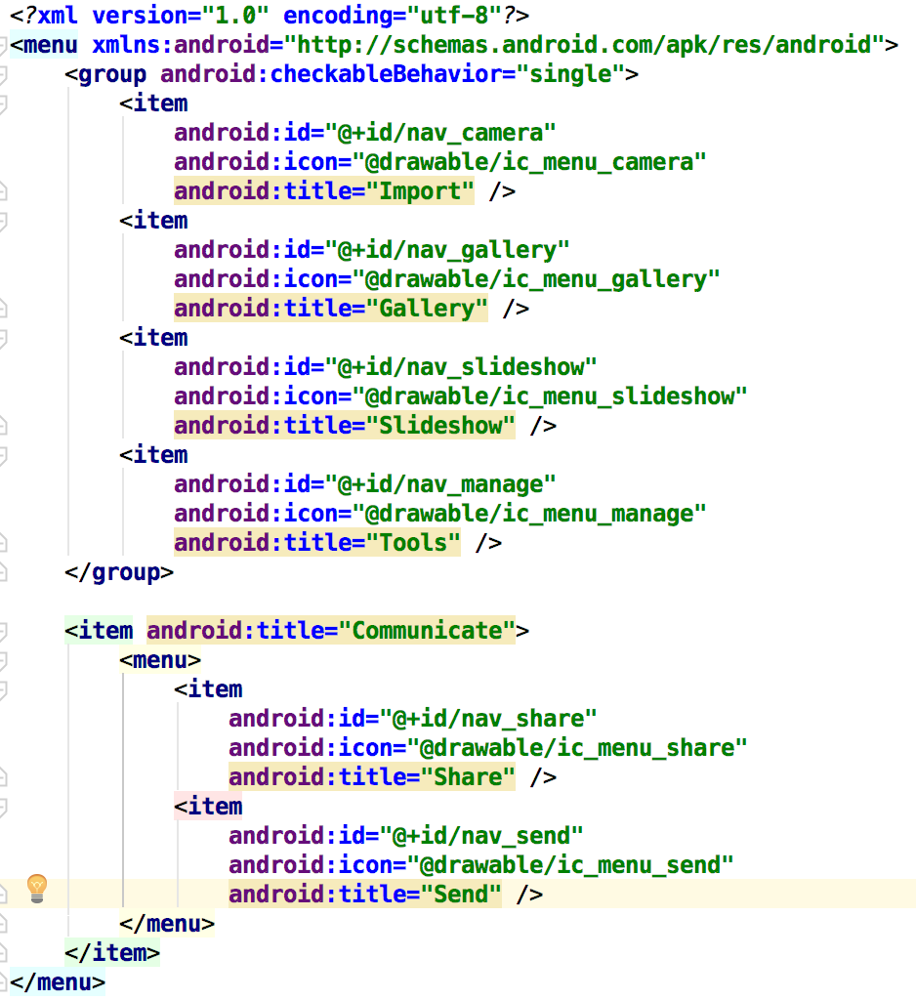 <?xml version="1.0" encoding="utf-8"?>
<menu xmlns:android="http://schemas.android.com/apk/res/android">
    <group android:checkableBehavior="single">
        <item
            android:id="@+id/nav_camera"
            android:icon="@drawable/ic_menu_camera"
            android:title="Import" />
        <item
            android:id="@+id/nav_gallery"
            android:icon="@drawable/ic_menu_gallery"
            android:title="Gallery" />
        <item
            android:id="@+id/nav_slideshow"
            android:icon="@drawable/ic_menu_slideshow"
            android:title="Slideshow" />
        <item
            android:id="@+id/nav_manage"
            android:icon="@drawable/ic_menu_manage"
            android:title="Tools" />
    </group>

    <item android:title="Communicate">
        <menu>
            <item
                android:id="@+id/nav_share"
                android:icon="@drawable/ic_menu_share"
                android:title="Share" />
            <item
                android:id="@+id/nav_send"
                android:icon="@drawable/ic_menu_send"
                android:title="Send" />
        </menu>
    </item>
</menu>